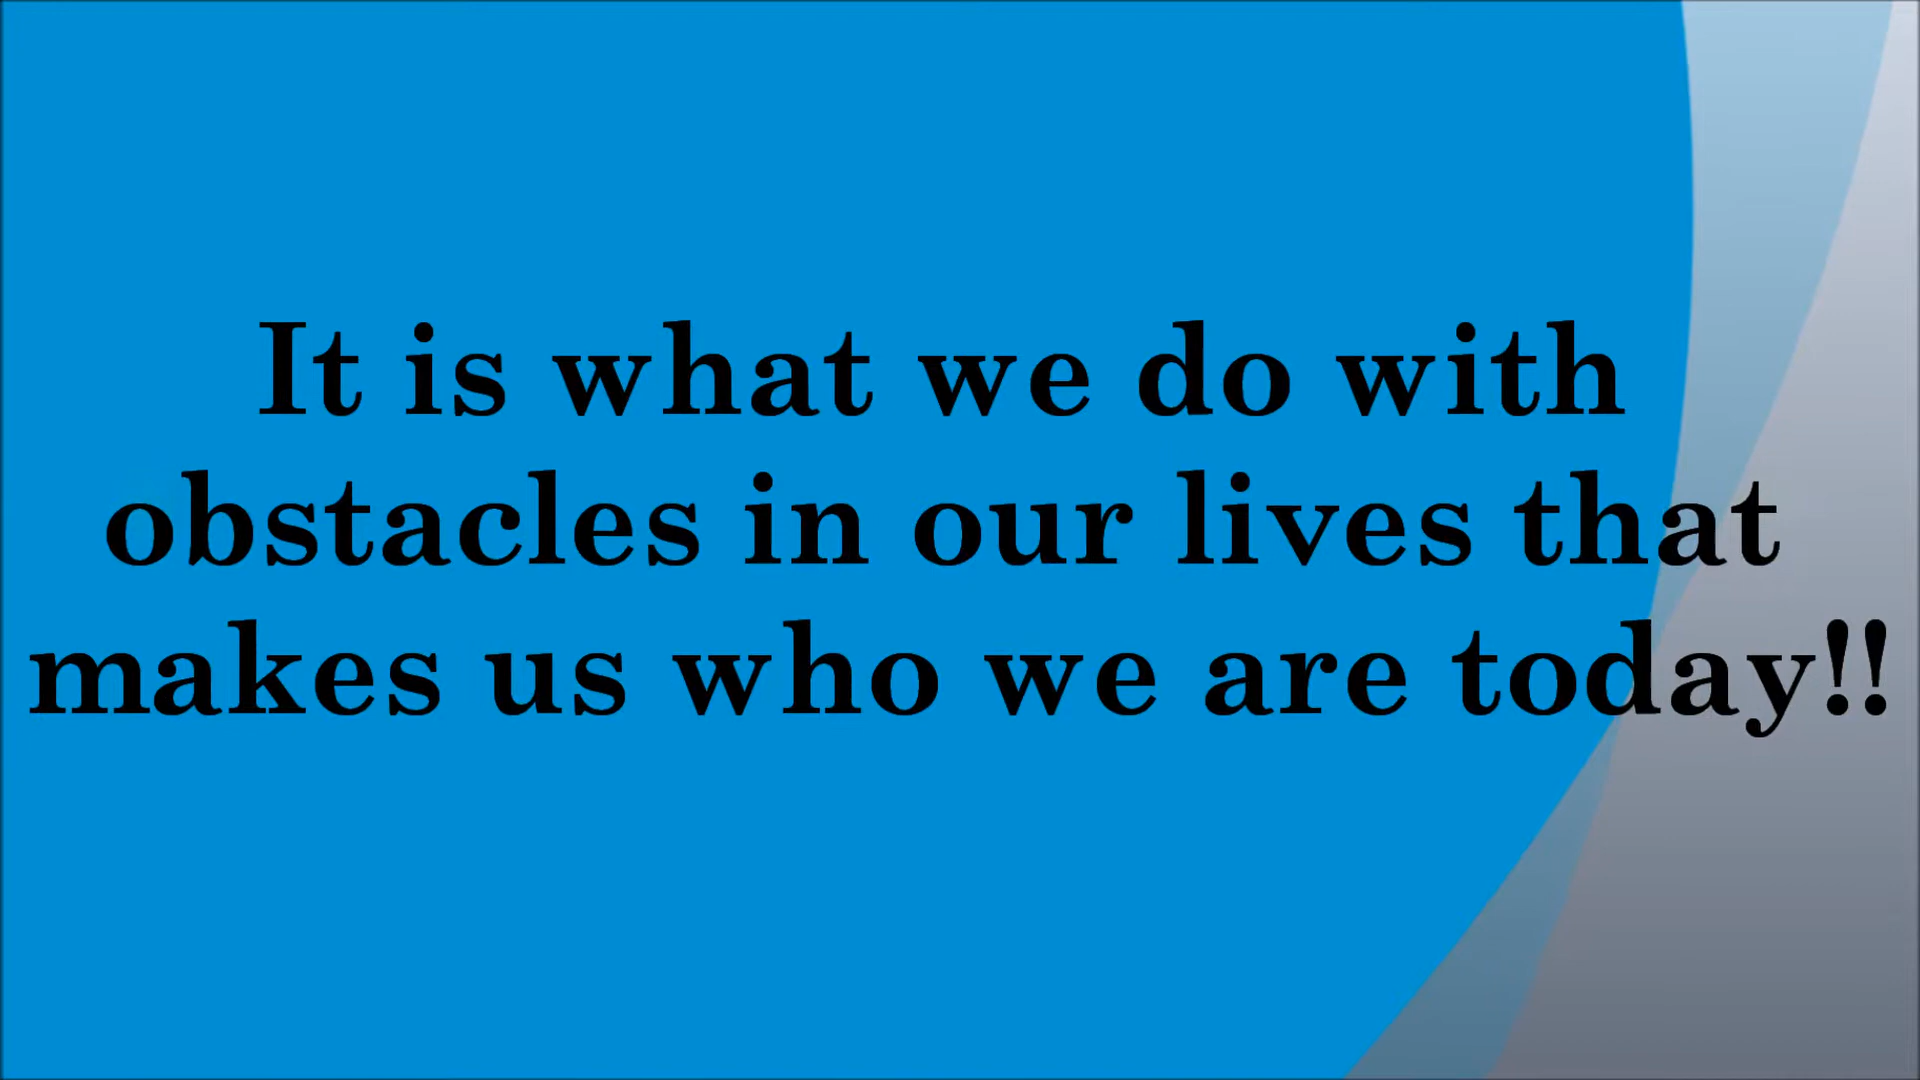 It is what we do with
obstacles in our lives that
makes us who we are today!!